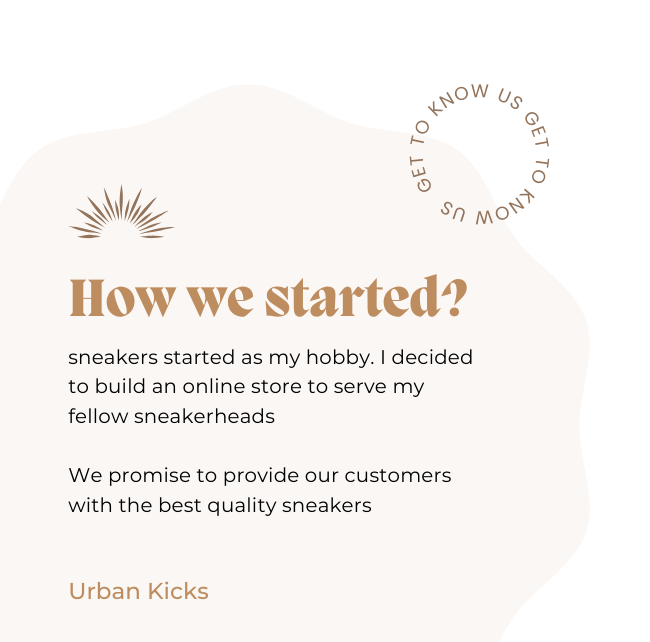 GET TO KNOW US GET TO KNOW US
How we started?
sneakers started as my hobby. I decided
to build an online store to serve my
fellow sneakerheads
We promise to provide our customers
with the best quality sneakers
Urban Kicks